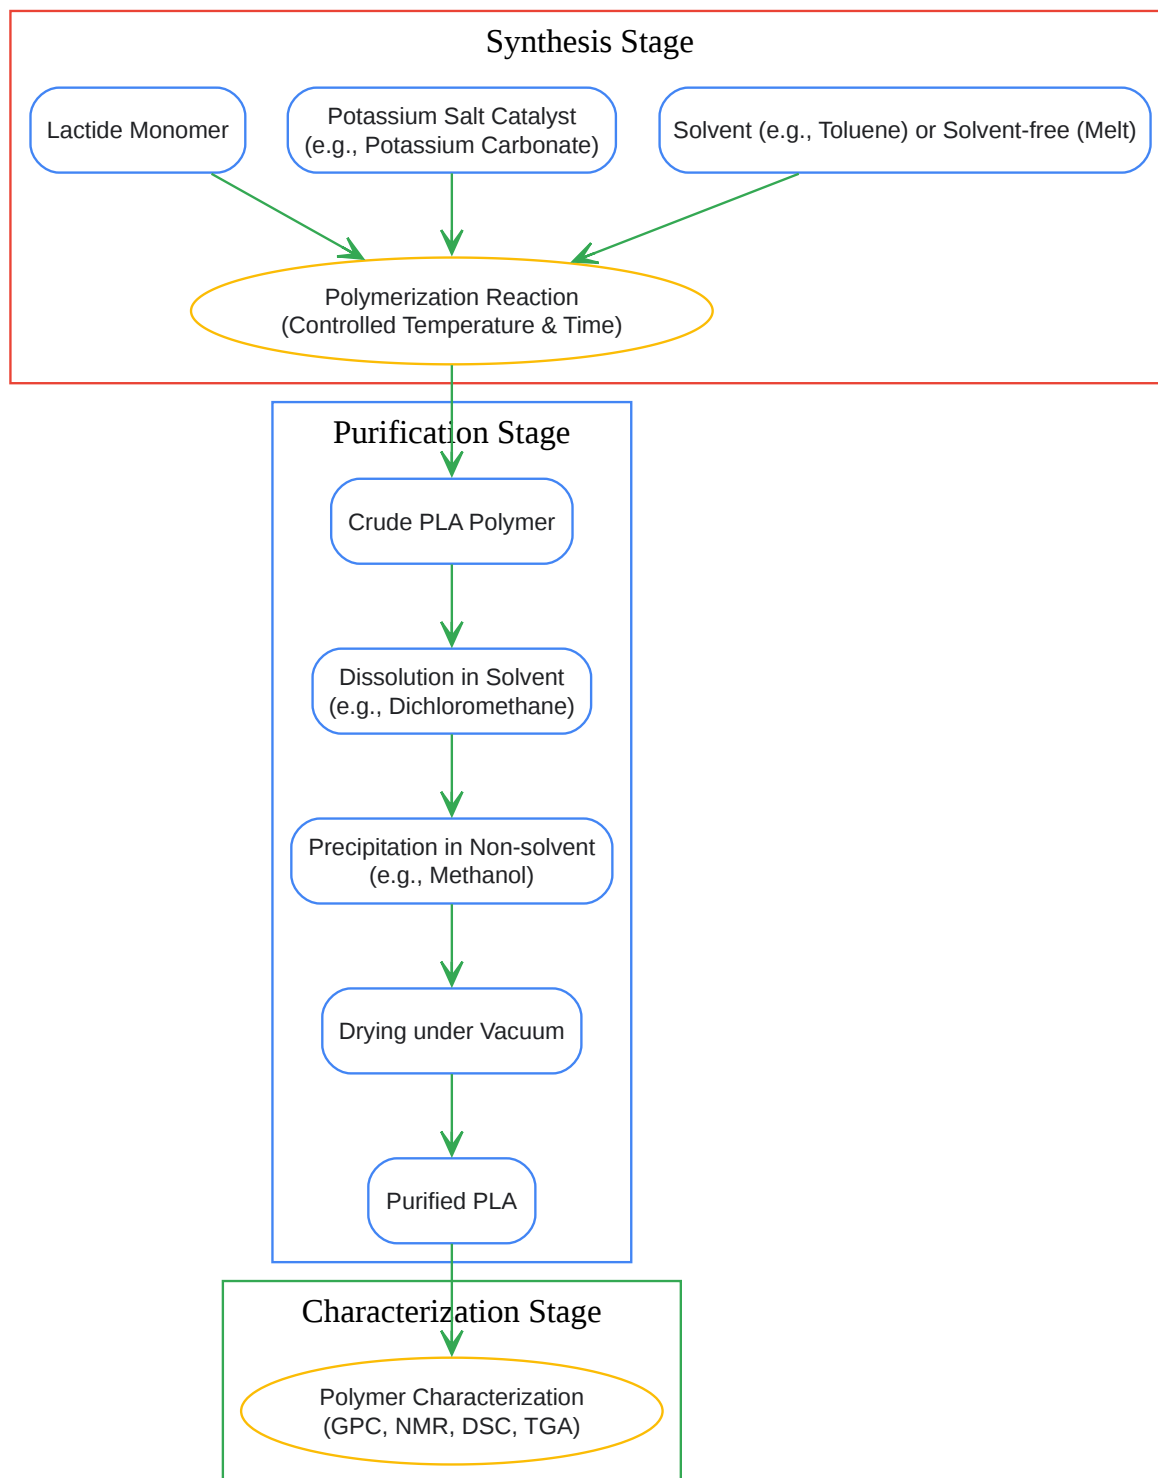 Synthesis Stage
Lactide Monomer
Potassium Salt Catalyst
(e.g., Potassium Carbonate)
Solvent (e.g., Toluene) or Solvent-free (Melt)
Polymerization Reaction
(Controlled Temperature & Time)
Purification Stage
Crude PLA Polymer
Dissolution in Solvent
(e.g., Dichloromethane)
Precipitation in Non-solvent
(e.g., Methanol)
Drying under Vacuum
Purified PLA
Characterization Stage
Polymer Characterization
(GPC, NMR, DSC, TGA)